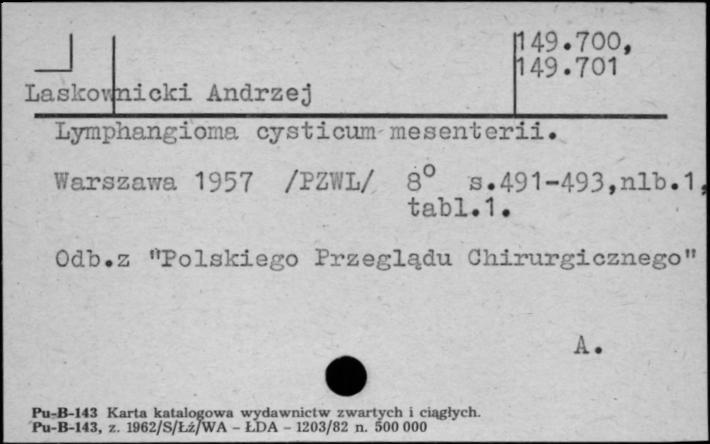 149.700,
149.701
Laskownicki Andrzej
Lymphangioma cysticum mesenterii.
Warszawa 1957 /PZWL/ 8° s.491-493,nlb.1,
tabl.1.
Odb.z "Polskiego Przeglądu Chirurgicznego"
A.
Pu-B-143 Karta katalogowa wydawnictw zwartych i ciągłych.
Pu-B-143, z. 1962/S/Łź/WA - ŁDA - 1203/82 n. 500 000